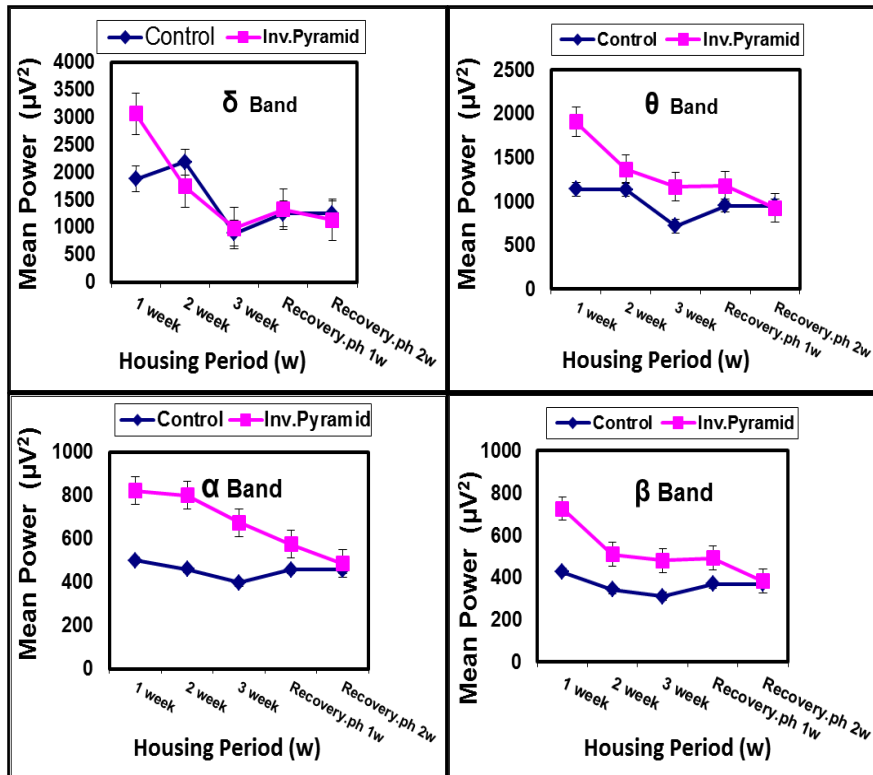 Control Inv.Pyramid
Mean Power (µV²)
4000
3500
3000
2500
2000
1500
1000
500
0
δ Band
1 week
2 week
3 week
Recovery.ph 1w
Recovery.ph 2w
Housing Period (w)
Control Inv.Pyramid
Mean Power (µV²)
2500
2000
1500
1000
500
0
θ Band
1 week
2 week
3 week
Recovery.ph 1w
Recovery.ph 2w
Housing Period (w)
Control Inv.Pyramid
Mean Power (µV²)
1000
800
600
400
200
0
α Band
1 week
2 week
3 week
Recovery.ph 1w
Recovery.ph 2w
Housing Period (w)
Control Inv.Pyramid
Mean Power (µV²)
1000
800
600
400
200
0
β Band
1 week
2 week
3 week
Recovery.ph 1w
Recovery.ph 2w
Housing Period (w)